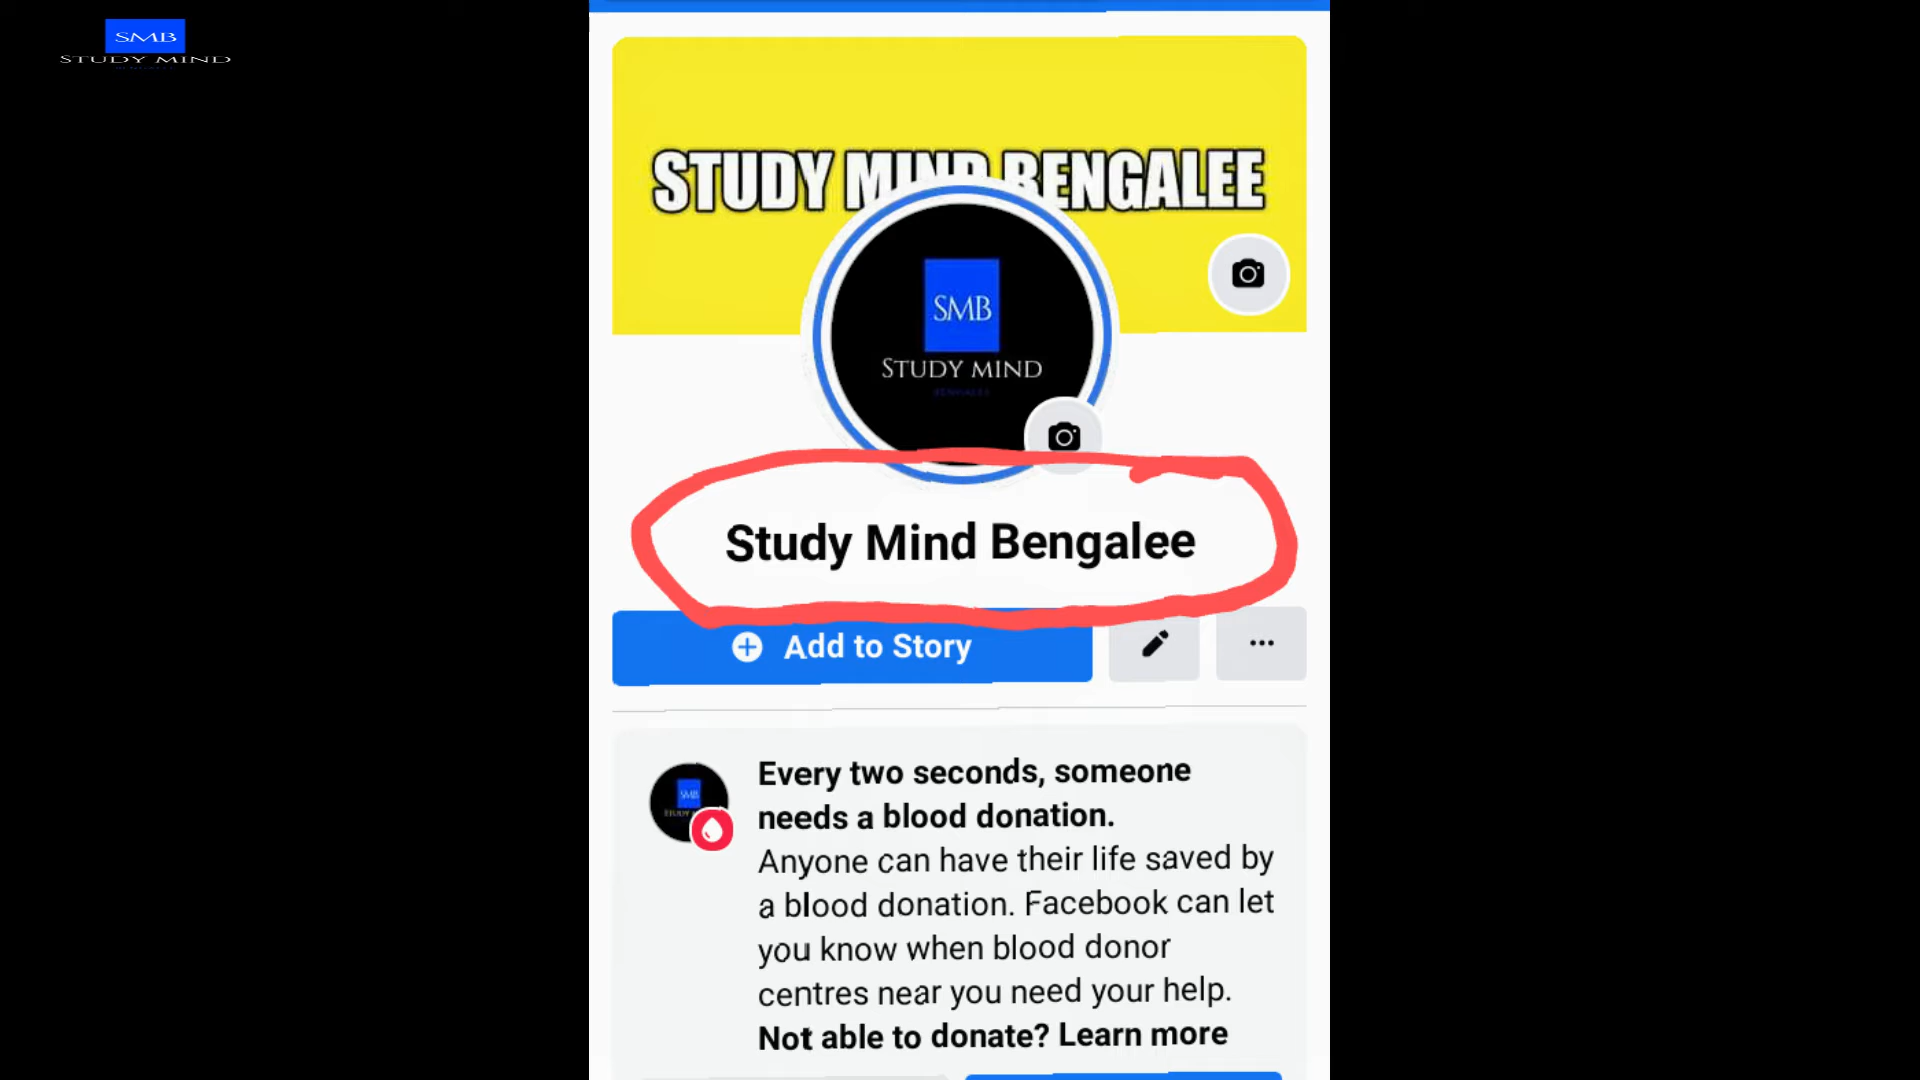 SMB
STUDY MIND
STUDY MIND BENGALEE
SMB
STUDY MIND
Study Mind Bengalee
Add to Story
SMB
Every two seconds, someone
needs a blood donation.
Anyone can have their life saved by
a blood donation. Facebook can let
you know when blood donor
centres near you need your help.
Not able to donate? Learn more